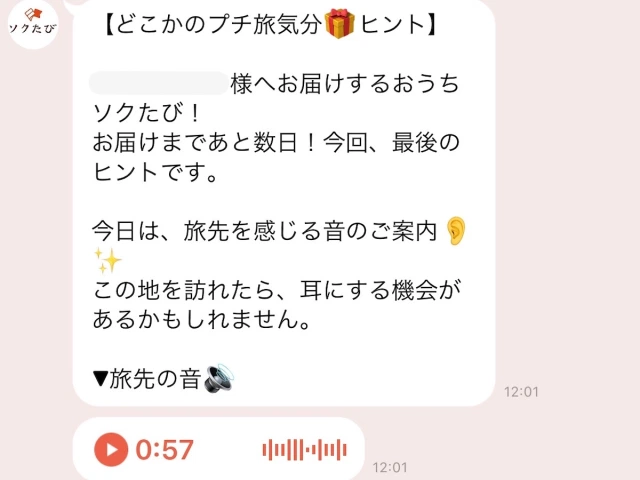 ソクたび
【どこかのプチ旅気分🎁ヒント】
様へお届けするおうち
ソクたび！
お届けまであと数日！今回、最後の
ヒントです。
今日は、旅先を感じる音のご案内👂
✨
この地を訪れたら、耳にする機会が
あるかもしれません。
▼旅先の音🔊
12:01
0:57
12:01